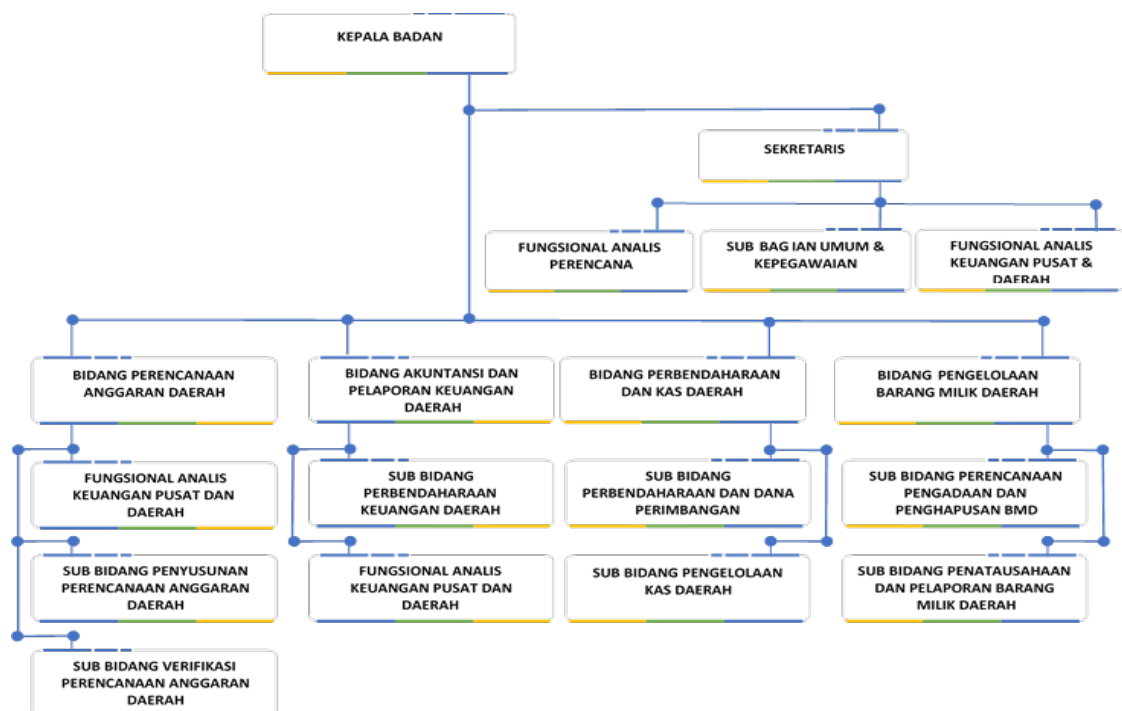 KEPALA BADAN
SEKRETARIS
FUNGSIONAL ANALIS
PERENCANA
SUB BAG IAN UMUM &
KEPEGAWAIAN
FUNGSIONAL ANALIS
KEUANGAN PUSAT &
DAERAH
BIDANG PERENCANAAN
ANGGARAN DAERAH
BIDANG AKUNTANSI DAN
PELAPORAN KEUANGAN
DAERAH
BIDANG PERBENDAHARAAN
DAN KAS DAERAH
BIDANG PENGELOLAAN
BARANG MILIK DAERAH
FUNGSIONAL ANALIS
KEUANGAN PUSAT DAN
DAERAH
SUB BIDANG
PERBENDAHARAAN
KEUANGAN DAERAH
SUB BIDANG
PERBENDAHARAAN DAN DANA
PERIMBANGAN
SUB BIDANG PERENCANAAN
PENGADAAN DAN
PENGHAPUSAN BMD
SUB BIDANG PENYUSUNAN
PERENCANAAN ANGGARAN
DAERAH
FUNGSIONAL ANALIS
KEUANGAN PUSAT DAN
DAERAH
SUB BIDANG PENGELOLAAN
KAS DAERAH
SUB BIDANG PENATAUSAHAAN
DAN PELAPORAN BARANG
MILIK DAERAH
SUB BIDANG VERIFIKASI
PERENCANAAN ANGGARAN
DAERAH